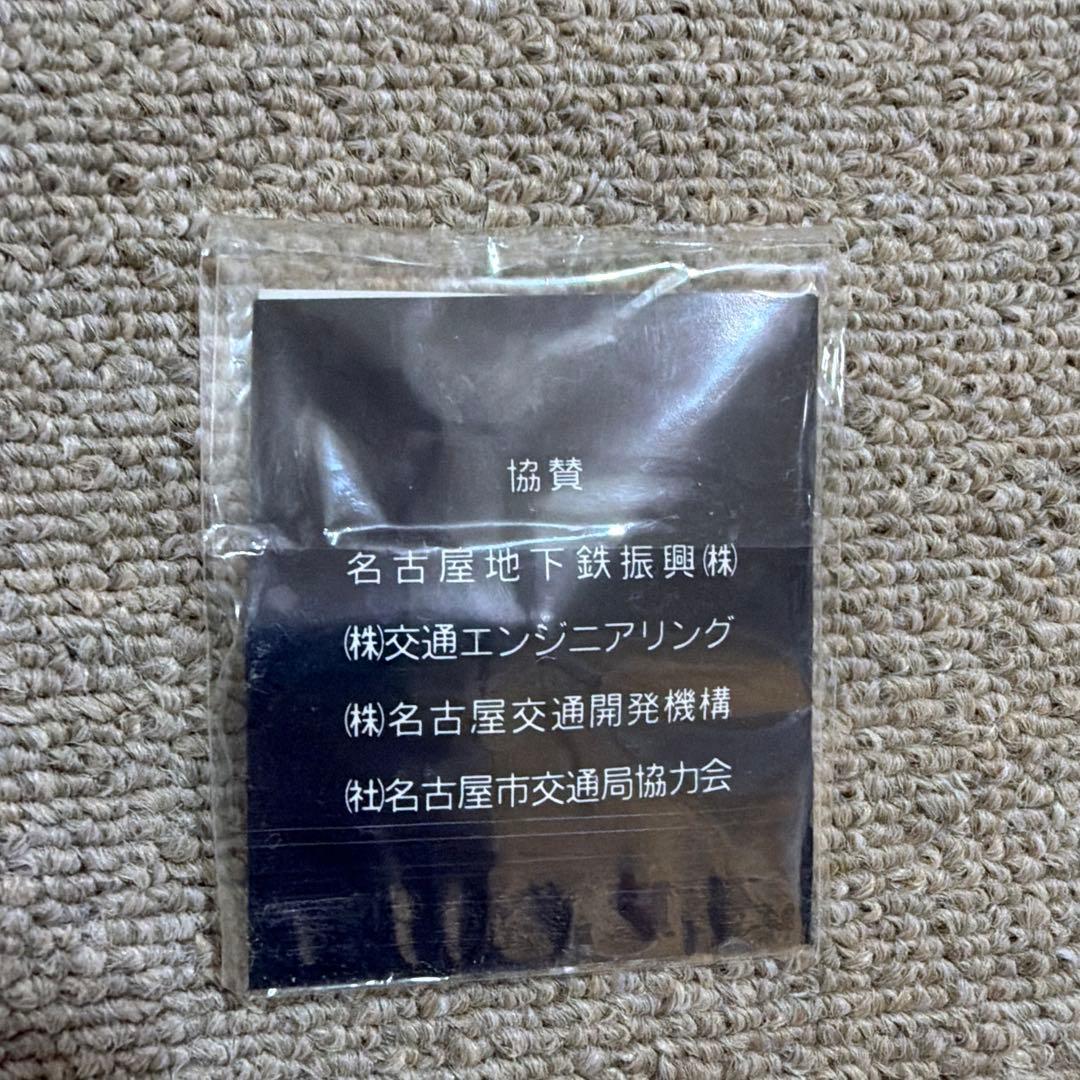 協賛
名古屋地下鉄振興㈱
㈱交通エンジニアリング
㈱名古屋交通開発機構
㈳名古屋市交通局協力会